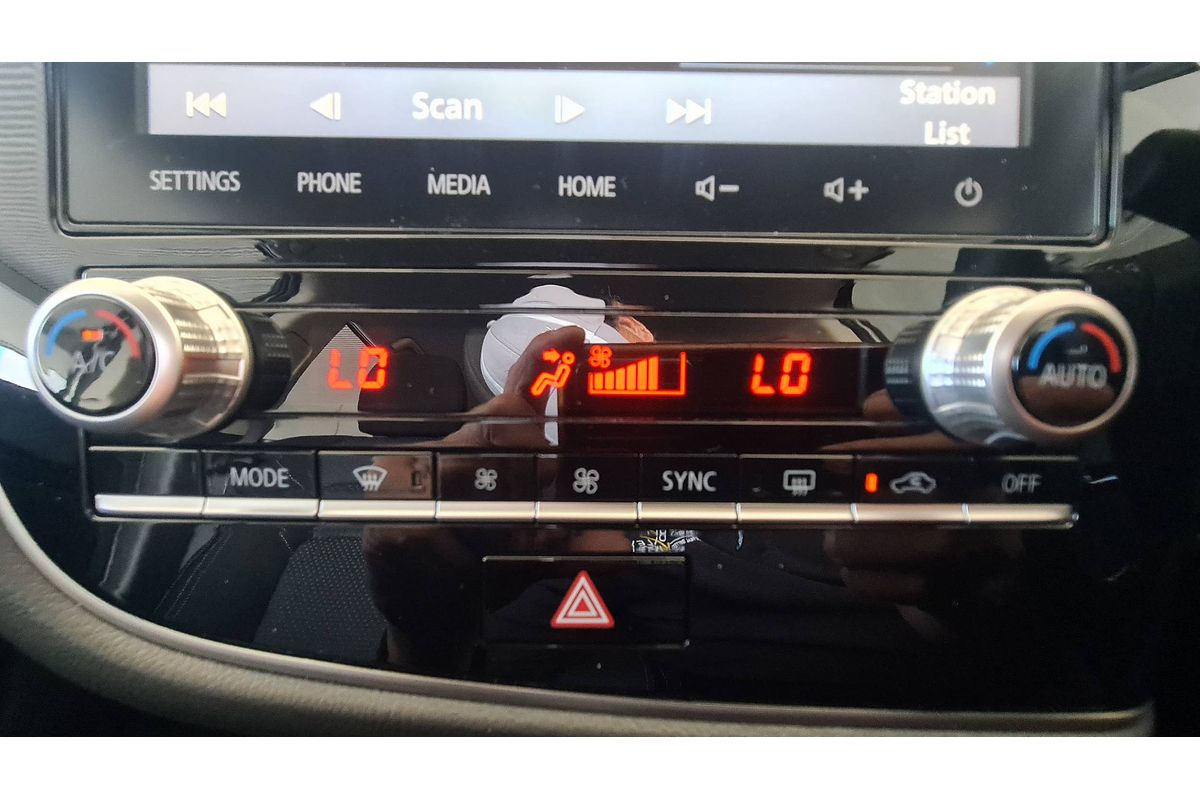 Scan
Station
List
SETTINGS PHONE MEDIA HOME
A/C LO LO AUTO
MODE SYNC OFF